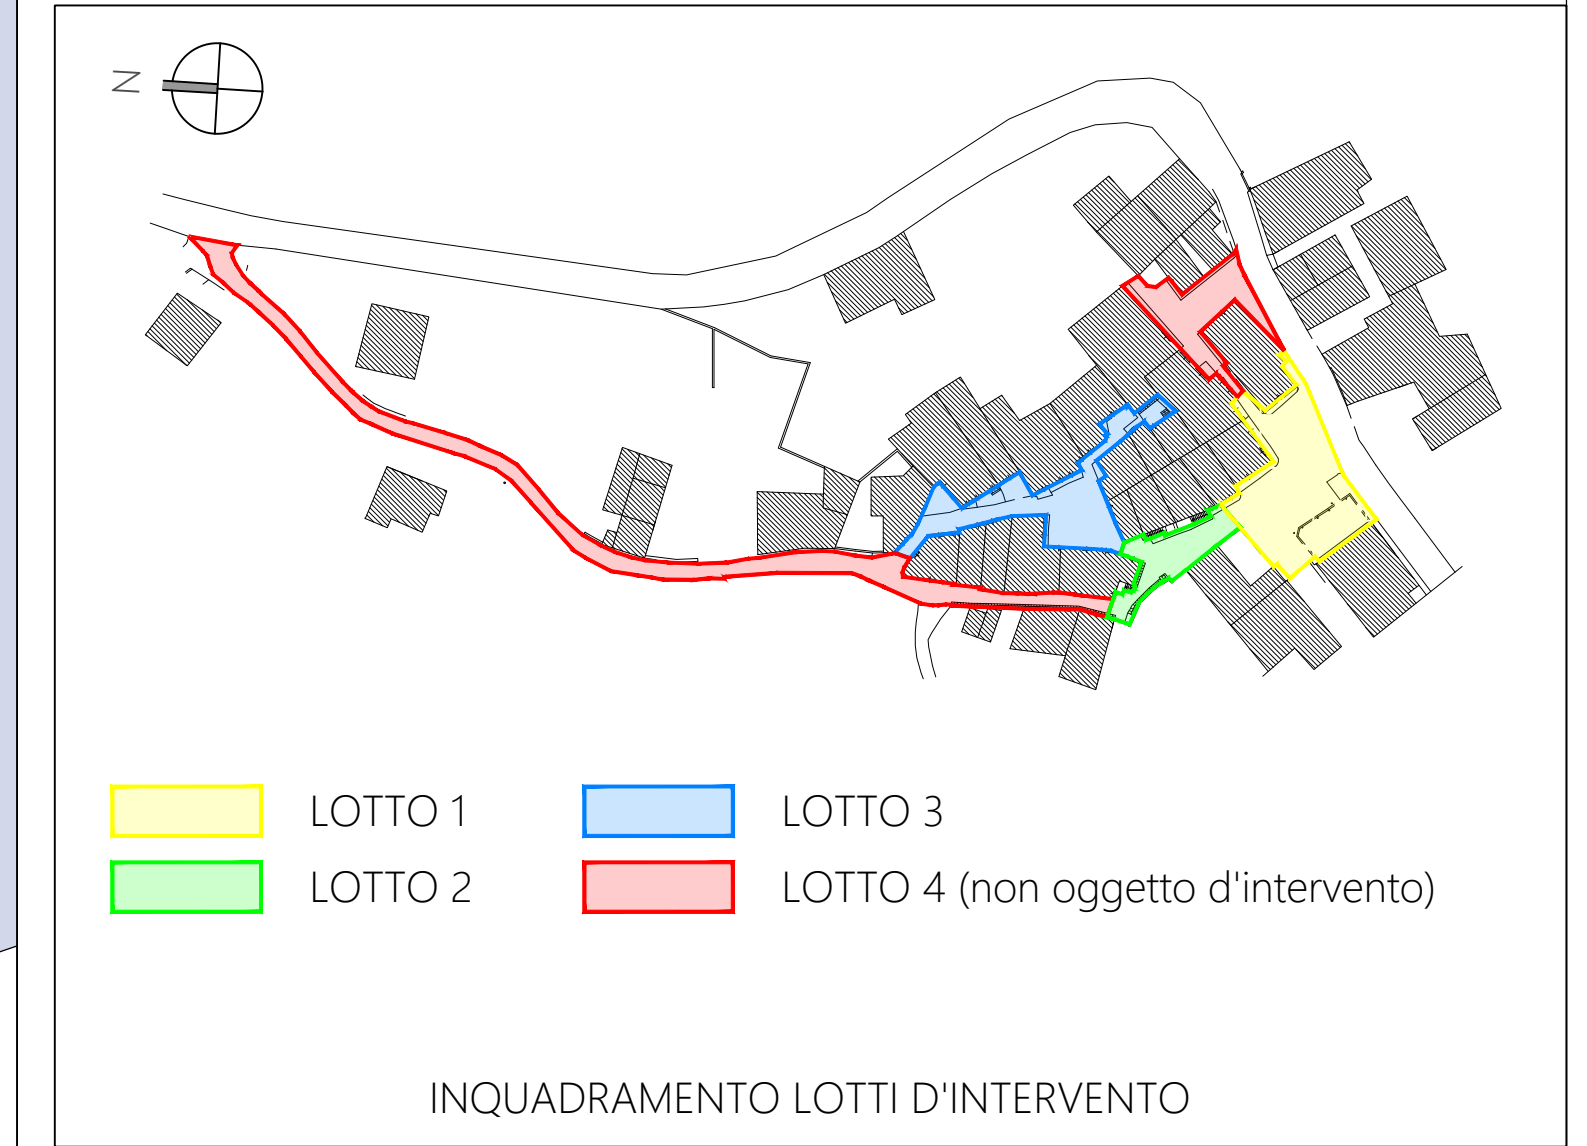 N
LOTTO 1
LOTTO 3
LOTTO 2
LOTTO 4 (non oggetto d'intervento)
INQUADRAMENTO LOTTI D'INTERVENTO